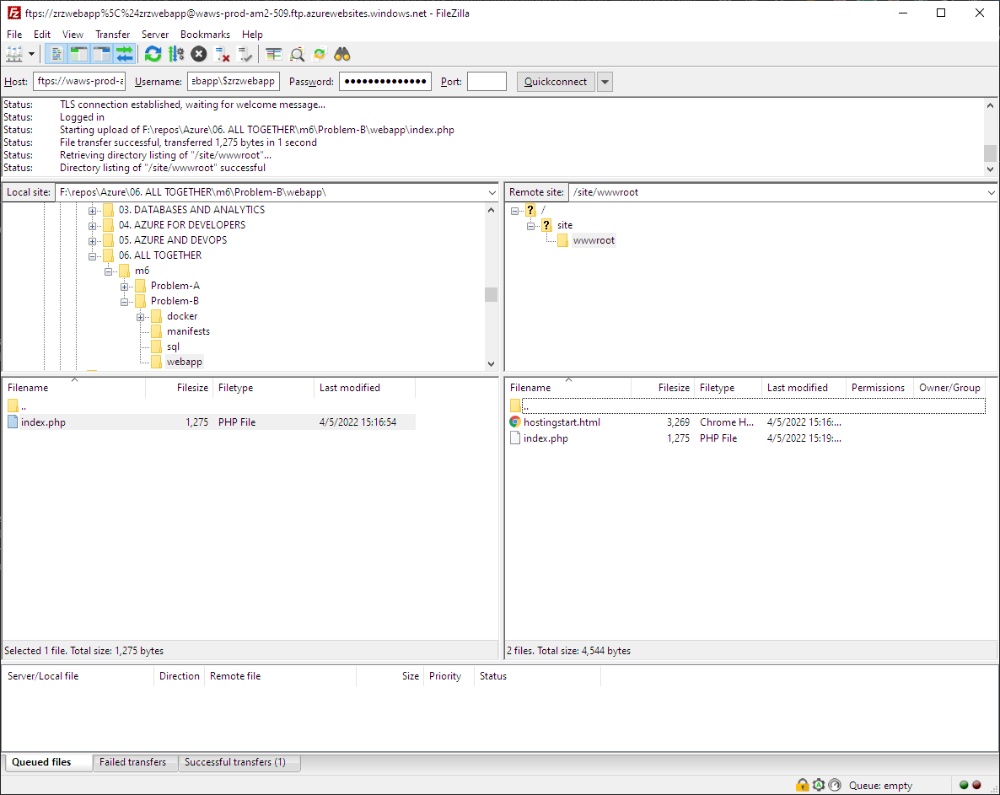 ftps://zrzwebapp%5C%24zrzwebapp@waws-prod-am2-509.ftp.azurewebsites.windows.net - FileZilla
File Edit View Transfer Server Bookmarks Help
Host: ftps://waws-prod-a Username: ebapp\$zrzwebapp Password: ●●●●●●●●●●●●●● Port: Quickconnect
Status: TLS connection established, waiting for welcome message...
Status: Logged in
Status: Starting upload of F:\repos\Azure\06. ALL TOGETHER\m6\Problem-B\webapp\index.php
Status: File transfer successful, transferred 1,275 bytes in 1 second
Status: Retrieving directory listing of "/site/wwwroot"...
Status: Directory listing of "/site/wwwroot" successful
Local site: F:\repos\Azure\06. ALL TOGETHER\m6\Problem-B\webapp\
03. DATABASES AND ANALYTICS
04. AZURE FOR DEVELOPERS
05. AZURE AND DEVOPS
06. ALL TOGETHER
m6
Problem-A
Problem-B
docker
manifests
sql
webapp
Remote site: /site/wwwroot
/
site
wwwroot
Filename Filesize Filetype Last modified
..
index.php 1,275 PHP File 4/5/2022 15:16:54
Selected 1 file. Total size: 1,275 bytes
Filename Filesize Filetype Last modified Permissions Owner/Group
..
hostingstart.html 3,269 Chrome H... 4/5/2022 15:16:...
index.php 1,275 PHP File 4/5/2022 15:19:...
2 files. Total size: 4,544 bytes
Server/Local file Direction Remote file Size Priority Status
Queued files Failed transfers Successful transfers (1)
Queue: empty